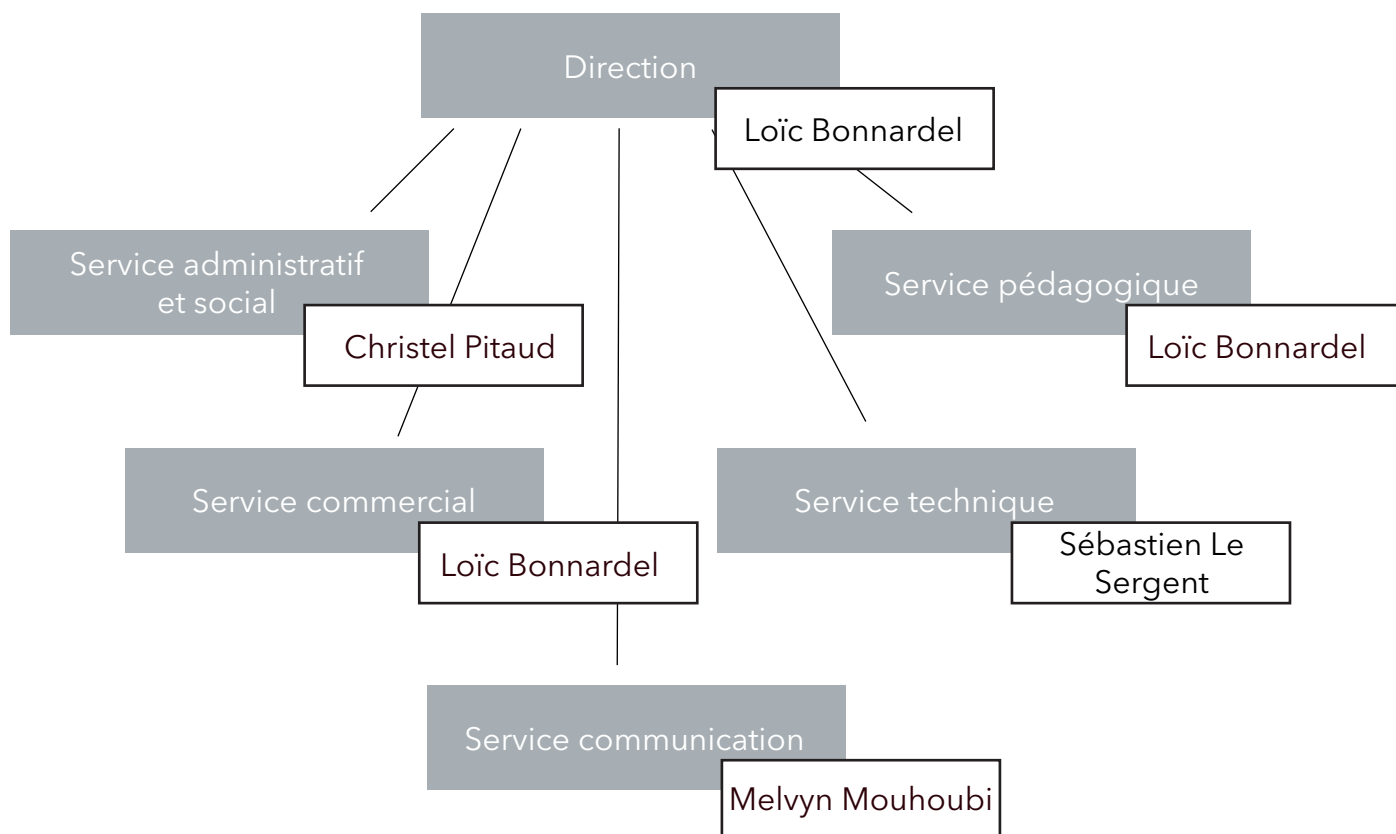 Direction
Loïc Bonnardel
Service administratif
et social
Christel Pitaud
Service pédagogique
Loïc Bonnardel
Service commercial
Loïc Bonnardel
Service technique
Sébastien Le
Sergent
Service communication
Melvyn Mouhoubi